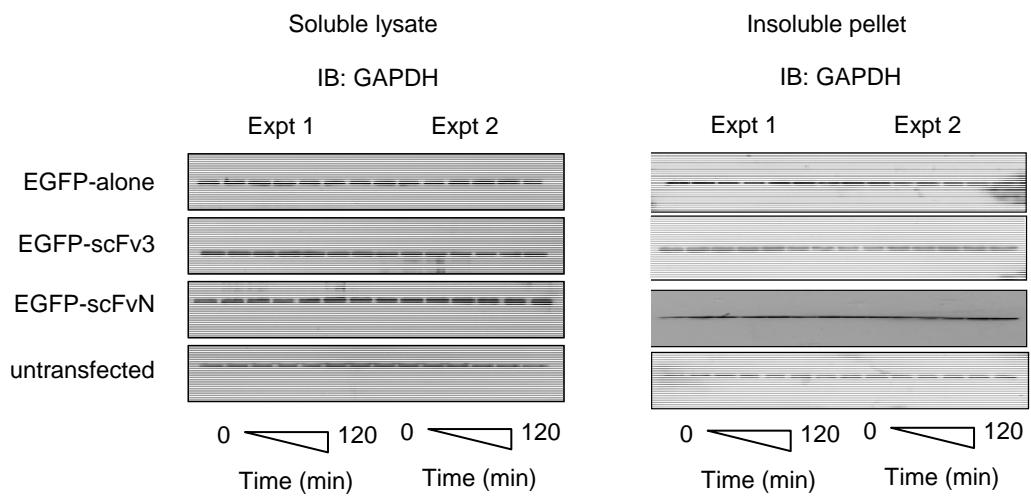 Soluble lysate Insoluble pellet
IB: GAPDH IB: GAPDH
Expt 1 Expt 2 Expt 1 Expt 2
EGFP-alone
EGFP-scFv3
EGFP-scFvN
untransfected
0 120 0 120 0 120 0 120
Time (min) Time (min) Time (min) Time (min)